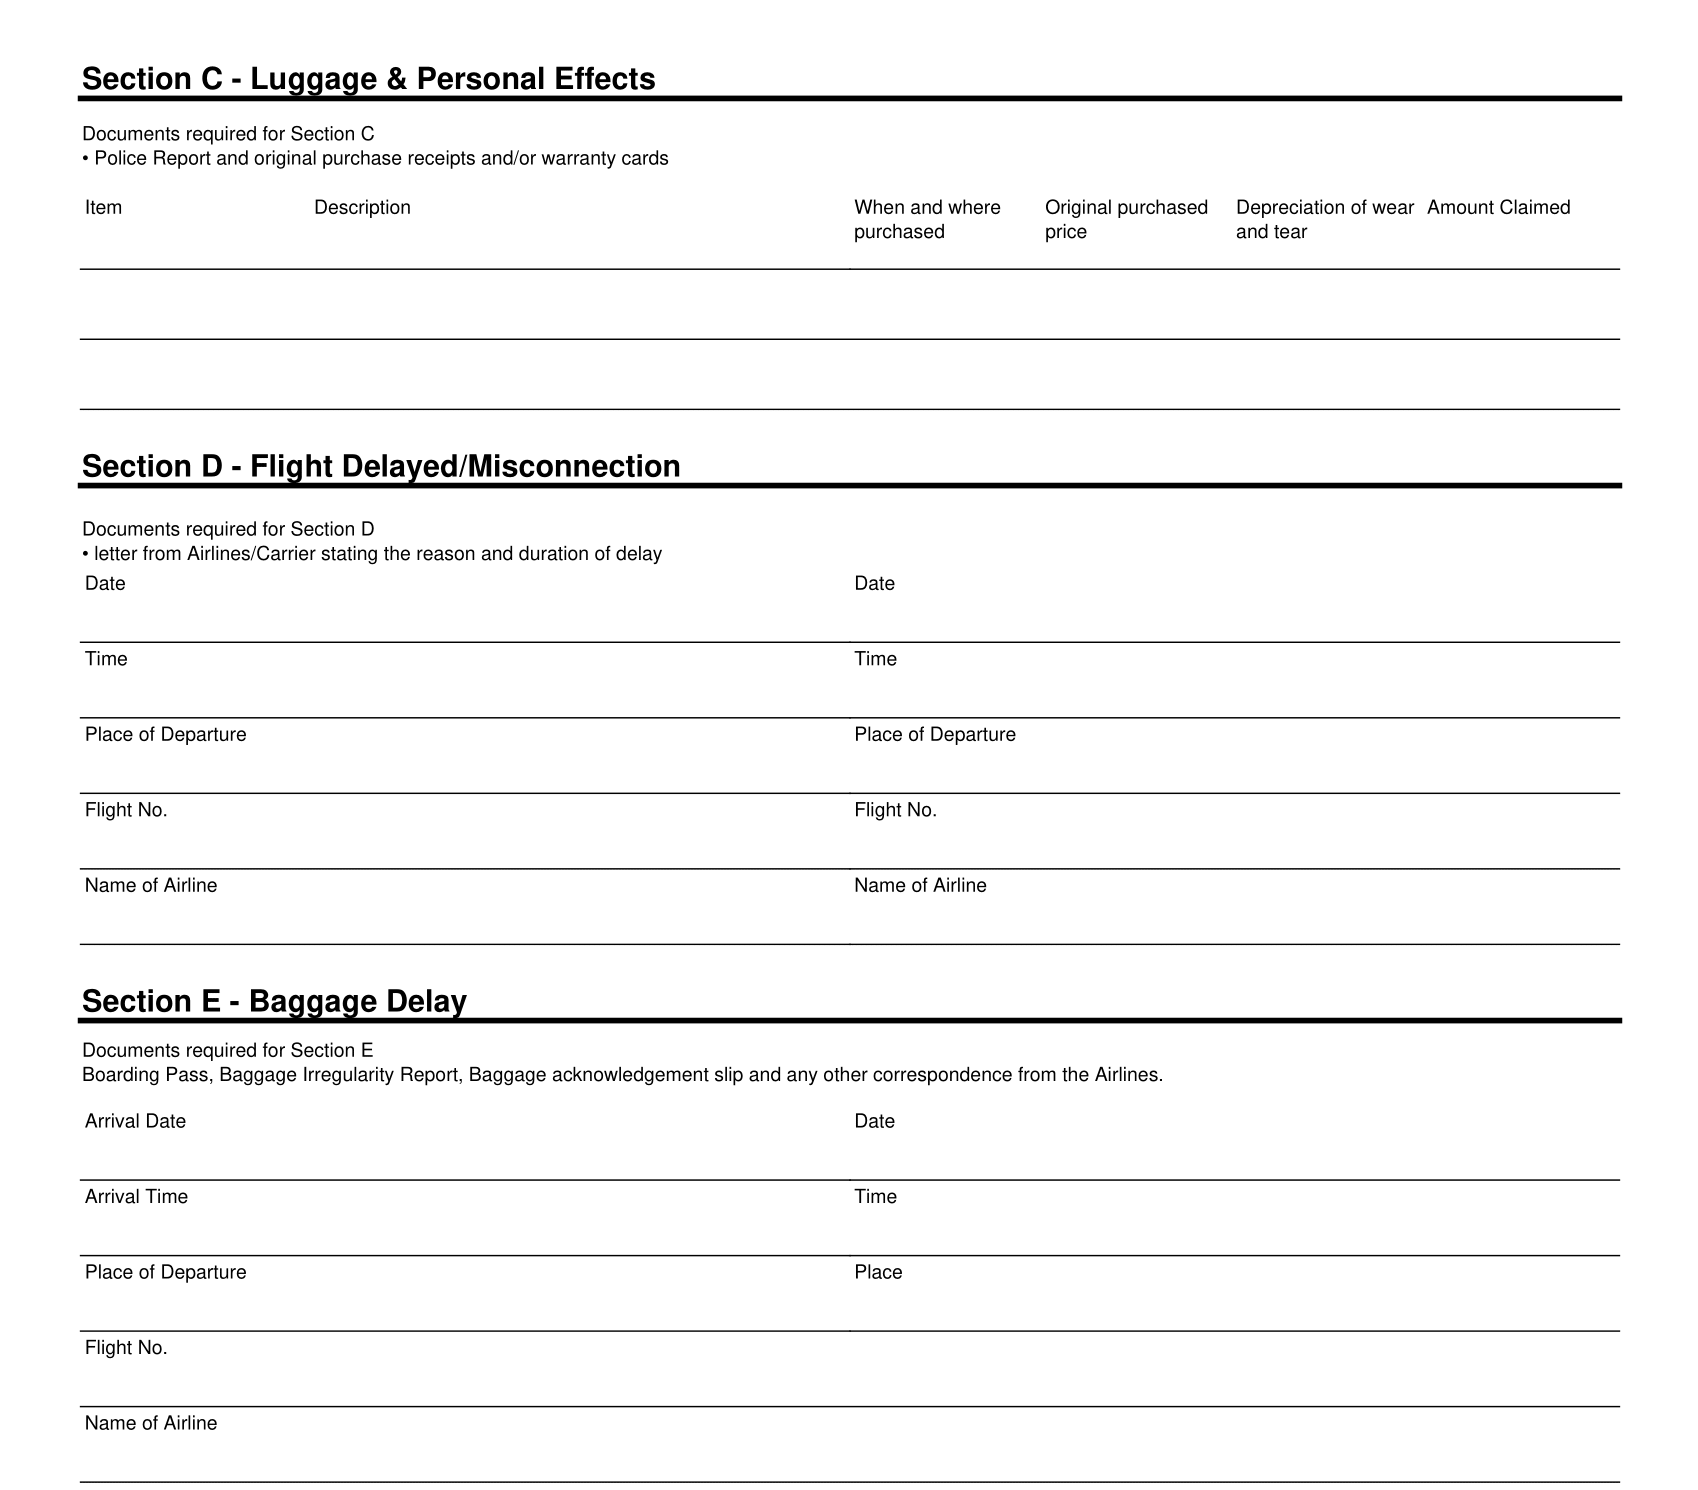 Section C - Luggage & Personal Effects
Documents required for Section C
• Police Report and original purchase receipts and/or warranty cards
Item Description When and where purchased Original purchased price Depreciation of wear and tear Amount Claimed
Section D - Flight Delayed/Misconnection
Documents required for Section D
• letter from Airlines/Carrier stating the reason and duration of delay
Date Date
Time Time
Place of Departure Place of Departure
Flight No. Flight No.
Name of Airline Name of Airline
Section E - Baggage Delay
Documents required for Section E
Boarding Pass, Baggage Irregularity Report, Baggage acknowledgement slip and any other correspondence from the Airlines.
Arrival Date Date
Arrival Time Time
Place of Departure Place
Flight No.
Name of Airline